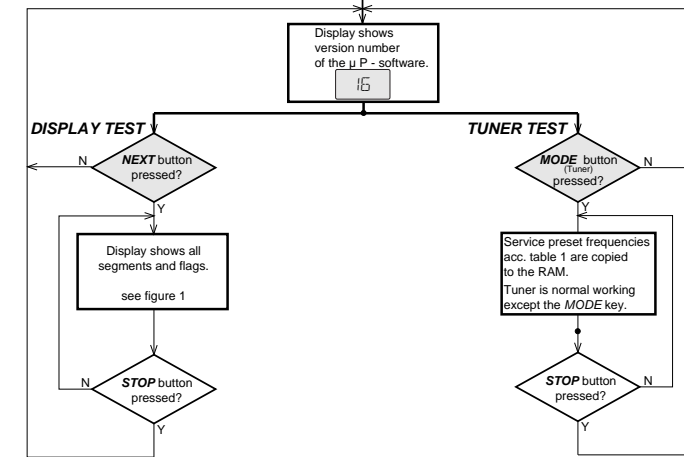 Display shows
version number
of the µ P - software.
16
DISPLAY TEST
NEXT button
pressed?
N
Y
Display shows all
segments and flags.
see figure 1
STOP button
pressed?
N
Y
TUNER TEST
MODE button
(Tuner)
pressed?
N
Y
Service preset frequencies
acc. table 1 are copied
to the RAM.
Tuner is normal working
except the MODE key.
STOP button
pressed?
N
Y